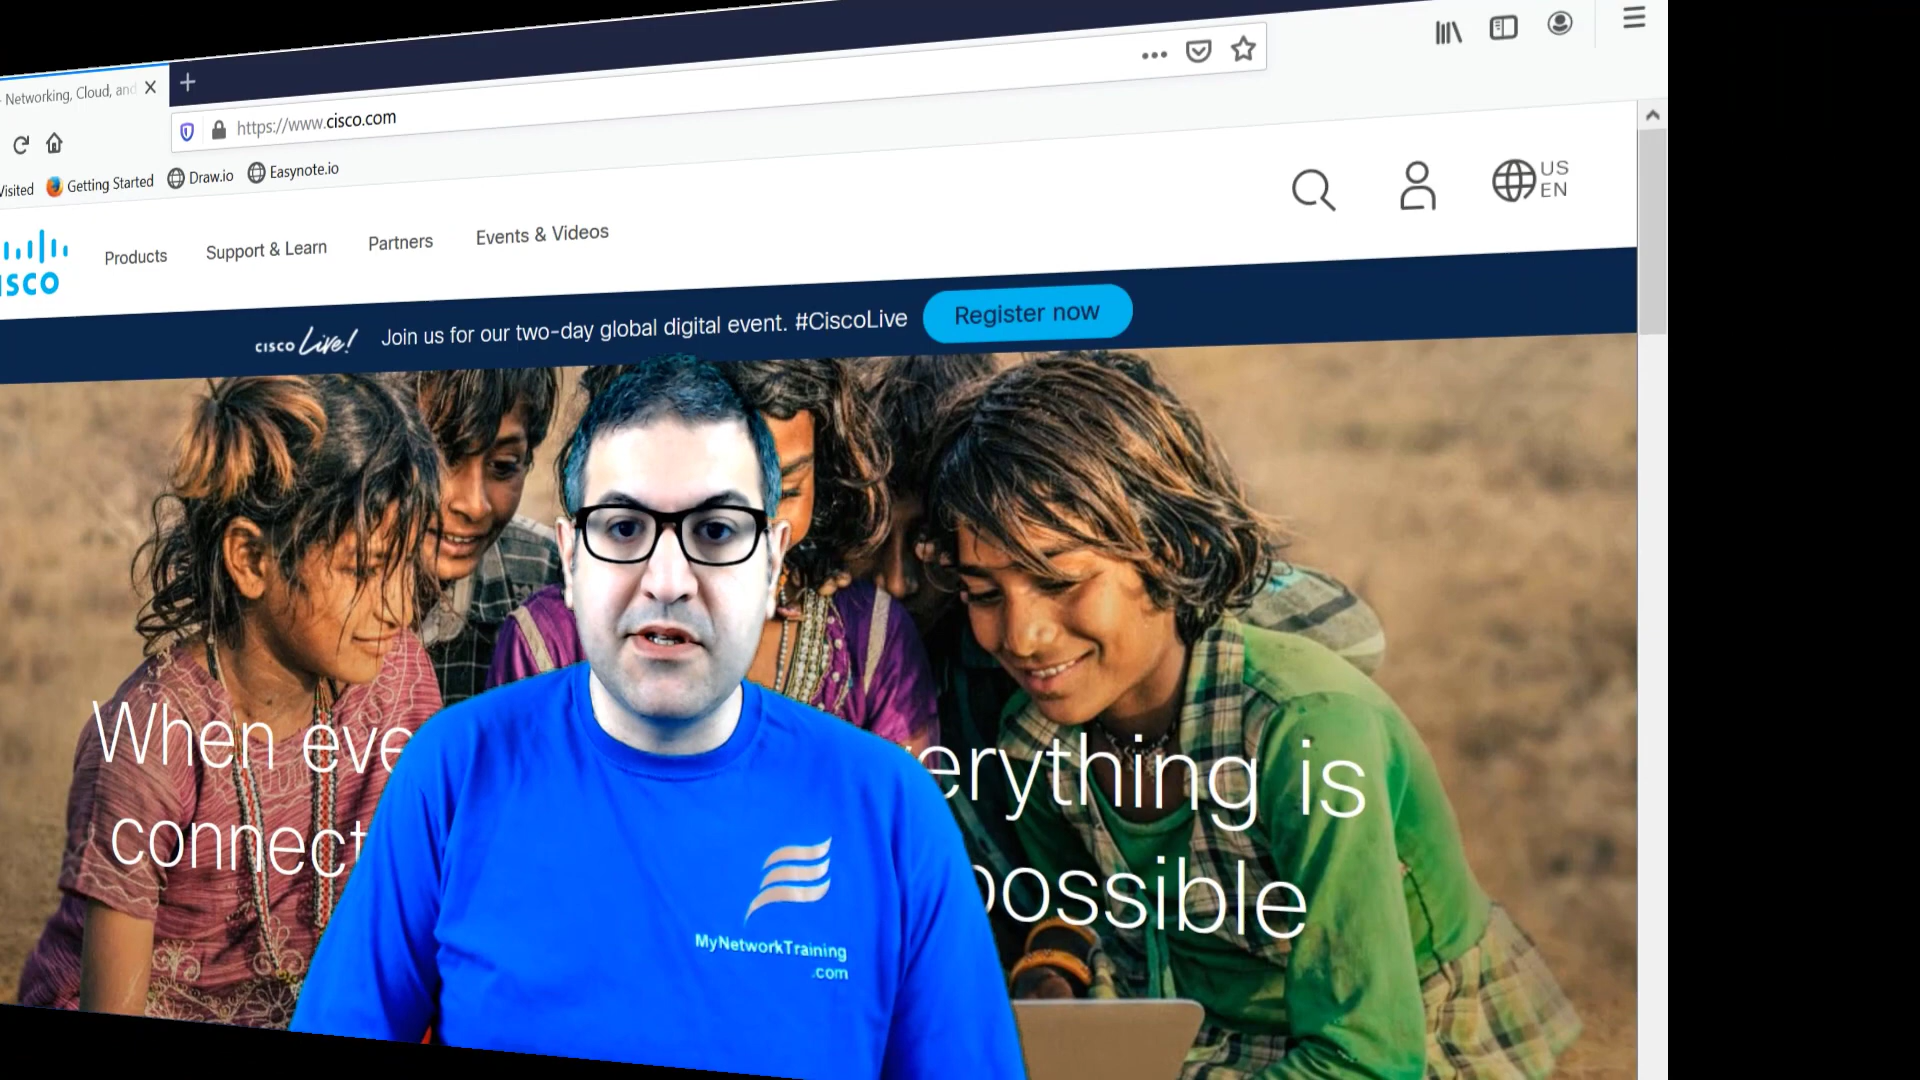 - Networking, Cloud, and
https://www.cisco.com
Visited Getting Started Draw.io Easynote.io
US
EN
Products Support & Learn Partners Events & Videos
isco
cisco Live! Join us for our two-day global digital event. #CiscoLive Register now
When eve erything is
connect possible
MyNetworkTraining
.com